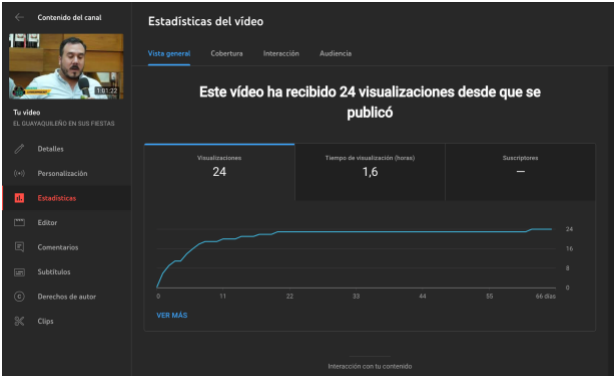 Contenido del canal
Estadísticas del vídeo
Vista general
Cobertura
Interacción
Audiencia
1:01:22
Tu vídeo
EL GUAYAQUILEÑO EN SUS FIESTAS
Detalles
Personalización
Estadísticas
Editor
Comentarios
Subtítulos
Derechos de autor
Clips
Este vídeo ha recibido 24 visualizaciones desde que se
publicó
Visualizaciones
24
Tiempo de visualización (horas)
1,6
Suscriptores
—
24
16
8
0
0
11
22
33
44
55
66 días
VER MÁS
Interacción con tu contenido